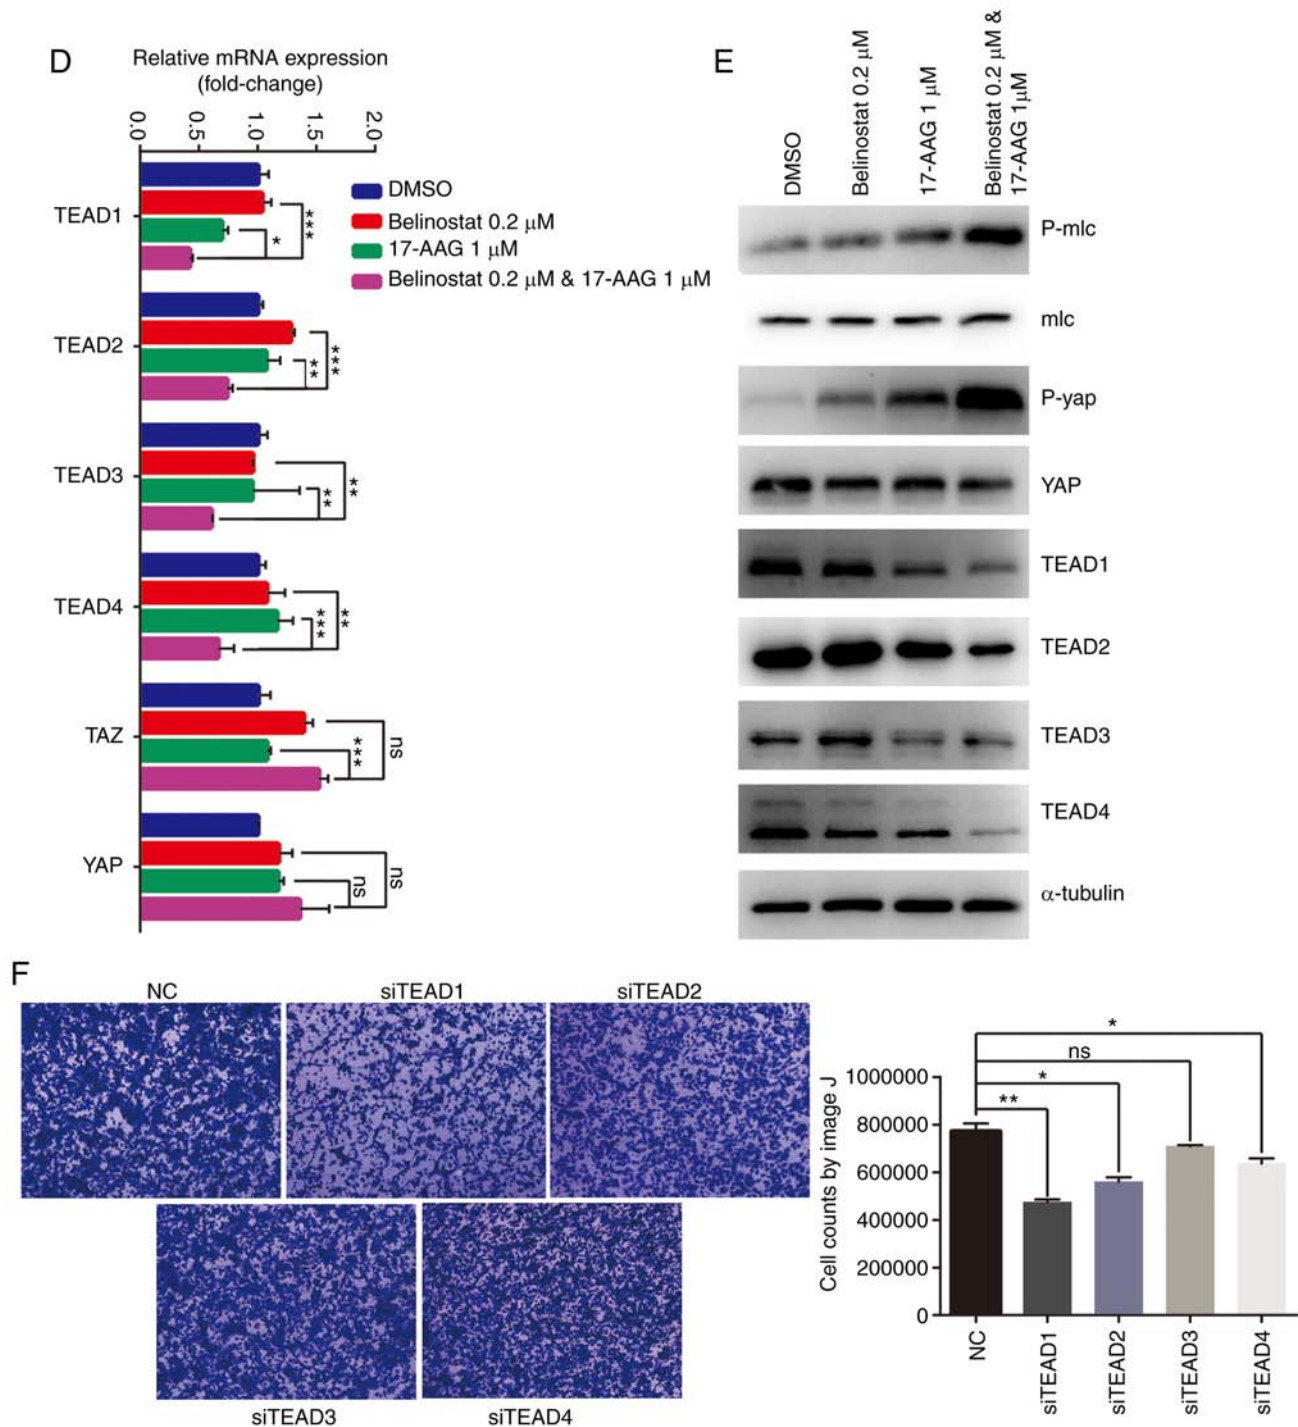 D
Relative mRNA expression
(fold-change)
0.0
0.5
1.0
1.5
2.0
DMSO
Belinostat 0.2 μM
17-AAG 1 μM
Belinostat 0.2 μM & 17-AAG 1 μM
TEAD1
*
***
TEAD2
**
***
TEAD3
**
**
TEAD4
***
**
TAZ
***
ns
YAP
ns
ns
E
DMSO
Belinostat 0.2 μM
17-AAG 1 μM
Belinostat 0.2 μM &
17-AAG 1μM
P-mlc
mlc
P-yap
YAP
TEAD1
TEAD2
TEAD3
TEAD4
α-tubulin
F
NC
siTEAD1
siTEAD2
siTEAD3
siTEAD4
Cell counts by image J
1000000
800000
600000
400000
200000
0
*
ns
*
**
NC
siTEAD1
siTEAD2
siTEAD3
siTEAD4